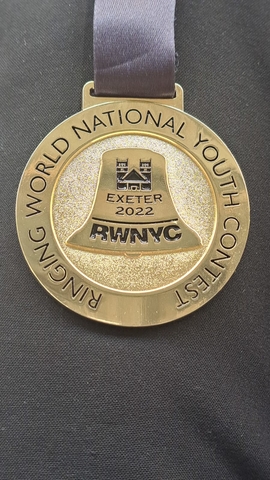 RINGING WORLD NATIONAL YOUTH CONTEST
EXETER
2022
RWNYC